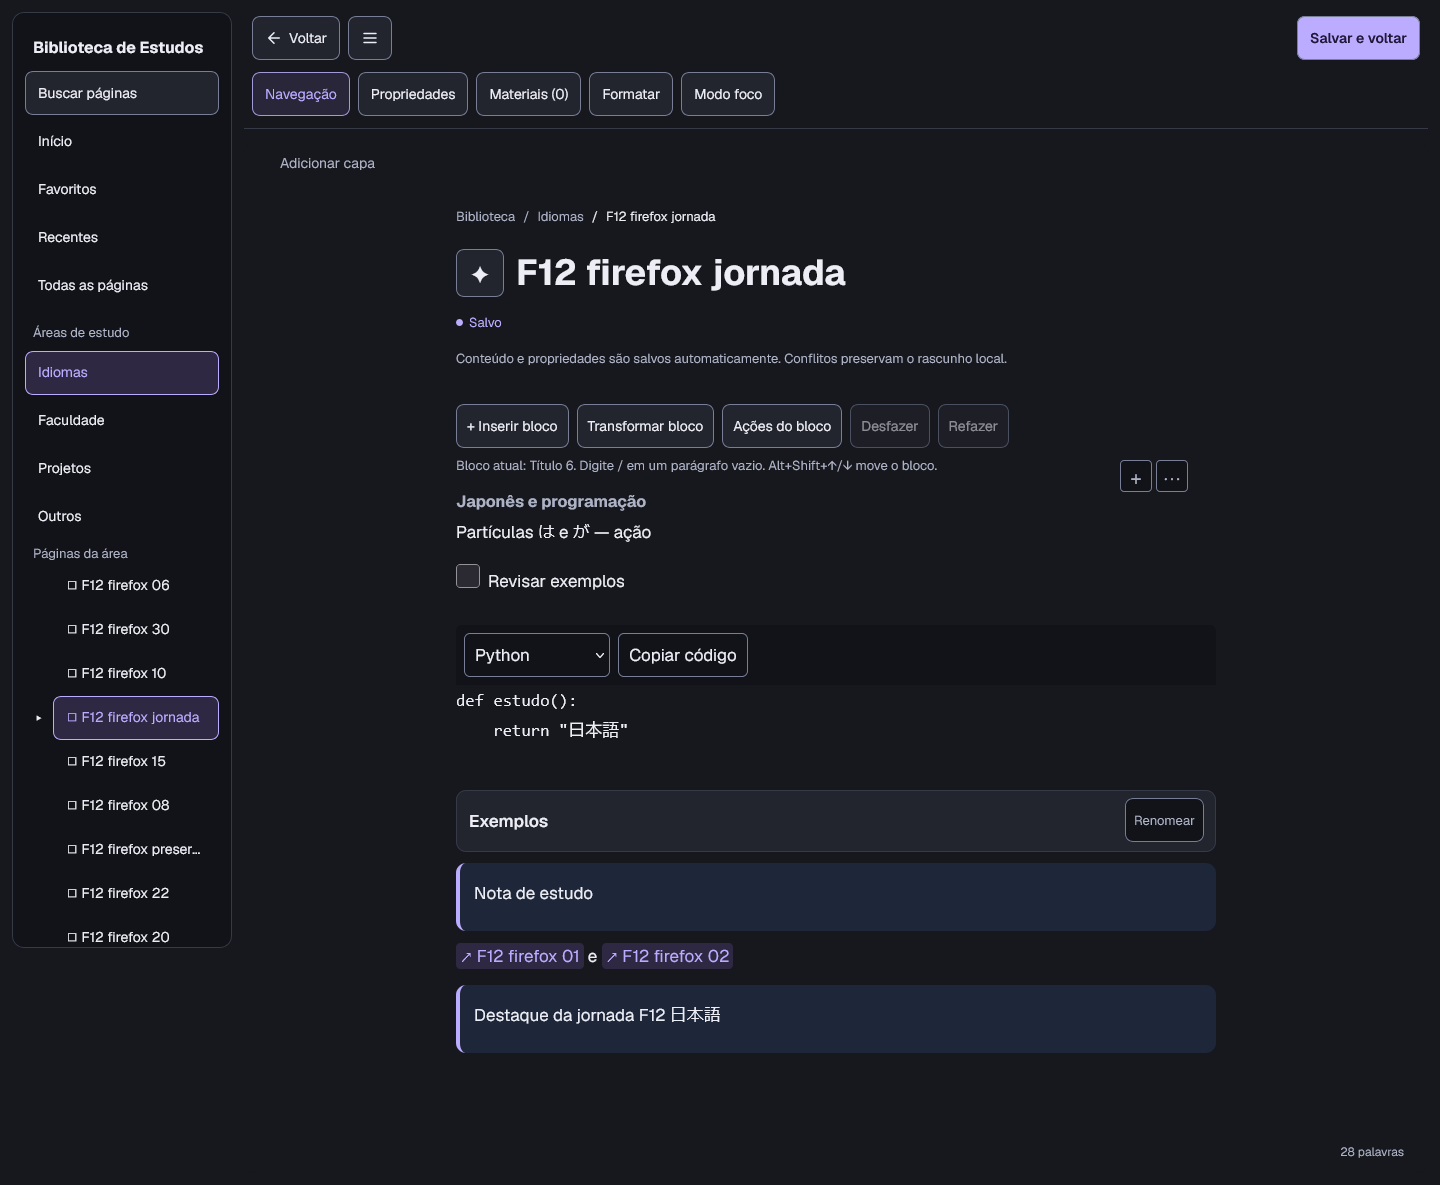 Biblioteca de Estudos
Buscar páginas
Início
Favoritos
Recentes
Todas as páginas
Áreas de estudo
Idiomas
Faculdade
Projetos
Outros
Páginas da área
F12 firefox 06
F12 firefox 30
F12 firefox 10
F12 firefox jornada
F12 firefox 15
F12 firefox 08
F12 firefox preser...
F12 firefox 22
F12 firefox 20
← Voltar
Salvar e voltar
Navegação
Propriedades
Materiais (0)
Formatar
Modo foco
Adicionar capa
Biblioteca / Idiomas / F12 firefox jornada
F12 firefox jornada
Salvo
Conteúdo e propriedades são salvos automaticamente. Conflitos preservam o rascunho local.
+ Inserir bloco
Transformar bloco
Ações do bloco
Desfazer
Refazer
Bloco atual: Título 6. Digite / em um parágrafo vazio. Alt+Shift+↑/↓ move o bloco.
+ ...
Japonês e programação
Partículas は e が — ação
Revisar exemplos
Python
Copiar código
def estudo():
    return "日本語"
Exemplos
Renomear
Nota de estudo
↗ F12 firefox 01 e ↗ F12 firefox 02
Destaque da jornada F12 日本語
28 palavras